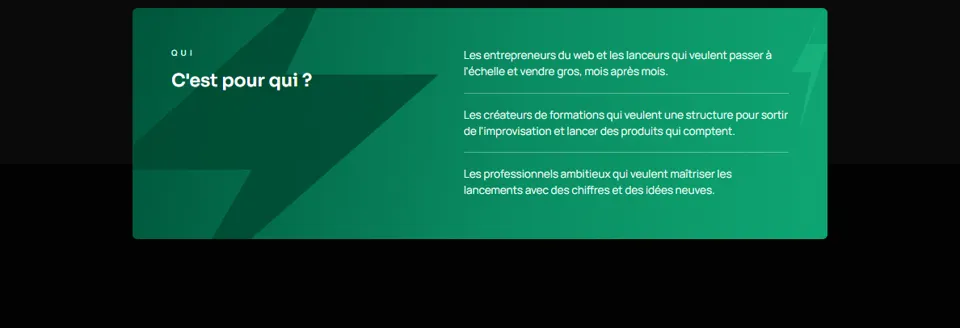 QUI
C'est pour qui ?
Les entrepreneurs du web et les lanceurs qui veulent passer à
l'échelle et vendre gros, mois après mois.
Les créateurs de formations qui veulent une structure pour sortir
de l'improvisation et lancer des produits qui comptent.
Les professionnels ambitieux qui veulent maîtriser les
lancements avec des chiffres et des idées neuves.